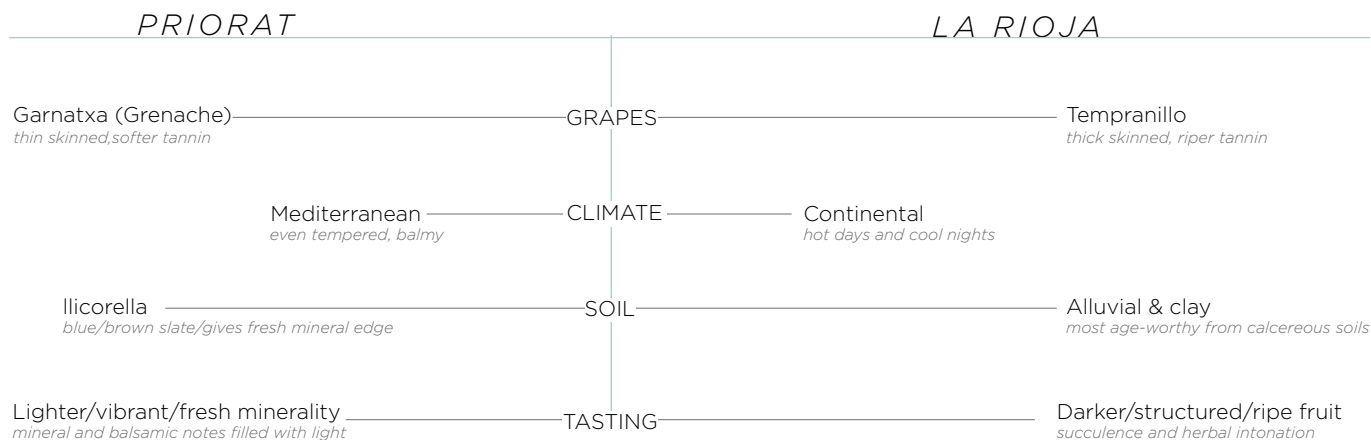 PRIORAT LA RIOJA
Garnatxa (Grenache) GRAPES Tempranillo
thin skinned,softer tannin thick skinned, riper tannin
Mediterranean CLIMATE Continental
even tempered, balmy hot days and cool nights
llicorella SOIL Alluvial & clay
blue/brown slate/gives fresh mineral edge most age-worthy from calcereous soils
Lighter/vibrant/fresh minerality TASTING Darker/structured/ripe fruit
mineral and balsamic notes filled with light succulence and herbal intonation